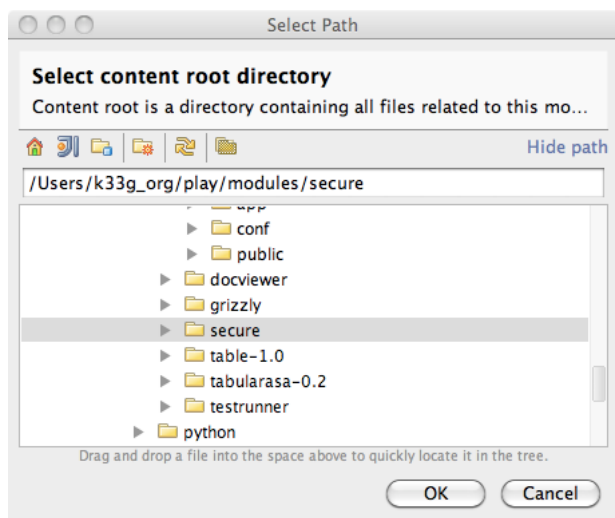 Select Path
Select content root directory
Content root is a directory containing all files related to this mo...
Hide path
/Users/k33g_org/play/modules/secure
app
conf
public
docviewer
grizzly
secure
table-1.0
tabularasa-0.2
testrunner
python
Drag and drop a file into the space above to quickly locate it in the tree.
OK Cancel